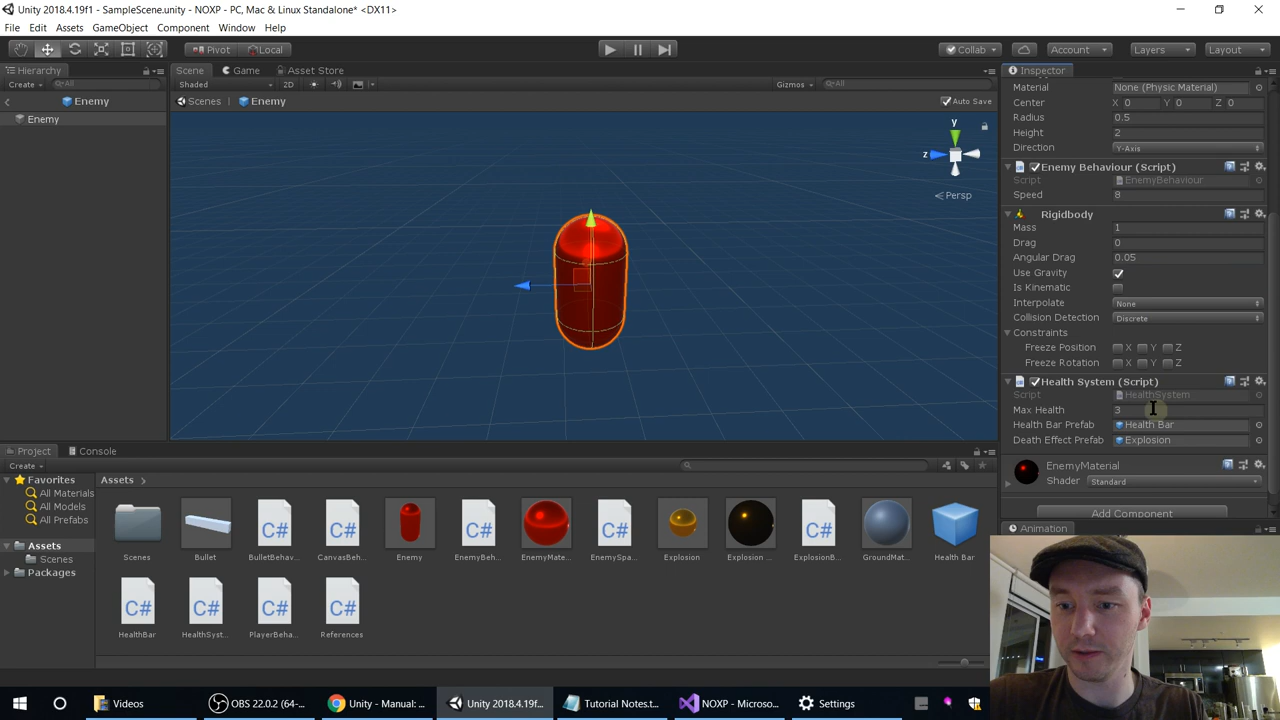 Unity 2018.4.19f1 - SampleScene.unity - NOXP - PC, Mac & Linux Standalone* <DX11>
File Edit Assets GameObject Component Window Help
Pivot Local Collab Account Layers Layout
Hierarchy Scene Game Asset Store Inspector
Create All Shaded 2D Gizmos All
Enemy Scenes Enemy Auto Save
Enemy
y
z
Persp
Material None (Physic Material)
Center X 0 Y 0 Z 0
Radius 0.5
Height 2
Direction Y-Axis
Enemy Behaviour (Script)
Script EnemyBehaviour
Speed 8
Rigidbody
Mass 1
Drag 0
Angular Drag 0.05
Use Gravity
Is Kinematic
Interpolate None
Collision Detection Discrete
Constraints
Freeze Position X Y Z
Freeze Rotation X Y Z
Health System (Script)
Script HealthSystem
Max Health 3
Health Bar Prefab Health Bar
Death Effect Prefab Explosion
EnemyMaterial
Shader Standard
Add Component
Animation
Project Console
Create
Favorites
All Materials
All Models
All Prefabs
Assets
Scenes
Packages
Assets
C# C# C# C# C#
Scenes Bullet BulletBehav... CanvasBeh... Enemy EnemyBeh... EnemyMate... EnemySpa... Explosion Explosion ... ExplosionB... GroundMat... Health Bar
C# C# C# C#
HealthBar HealthSyst... PlayerBeha... References
Videos OBS 22.0.2 (64-... Unity - Manual: ... Unity 2018.4.19f... Tutorial Notes.t... NOXP - Microso... Settings